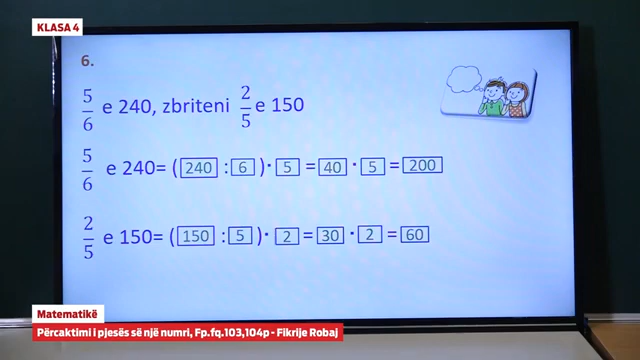 KLASA 4
6.
5/6 e 240, zbriteni 2/5 e 150
5/6 e 240= (240 :6 )· 5 =40 · 5 =200
2/5 e 150= (150 :5 )· 2 =30 · 2 =60
Matematikë
Përcaktimi i pjesës së një numri, Fp.fq.103,104p - Fikrije Robaj